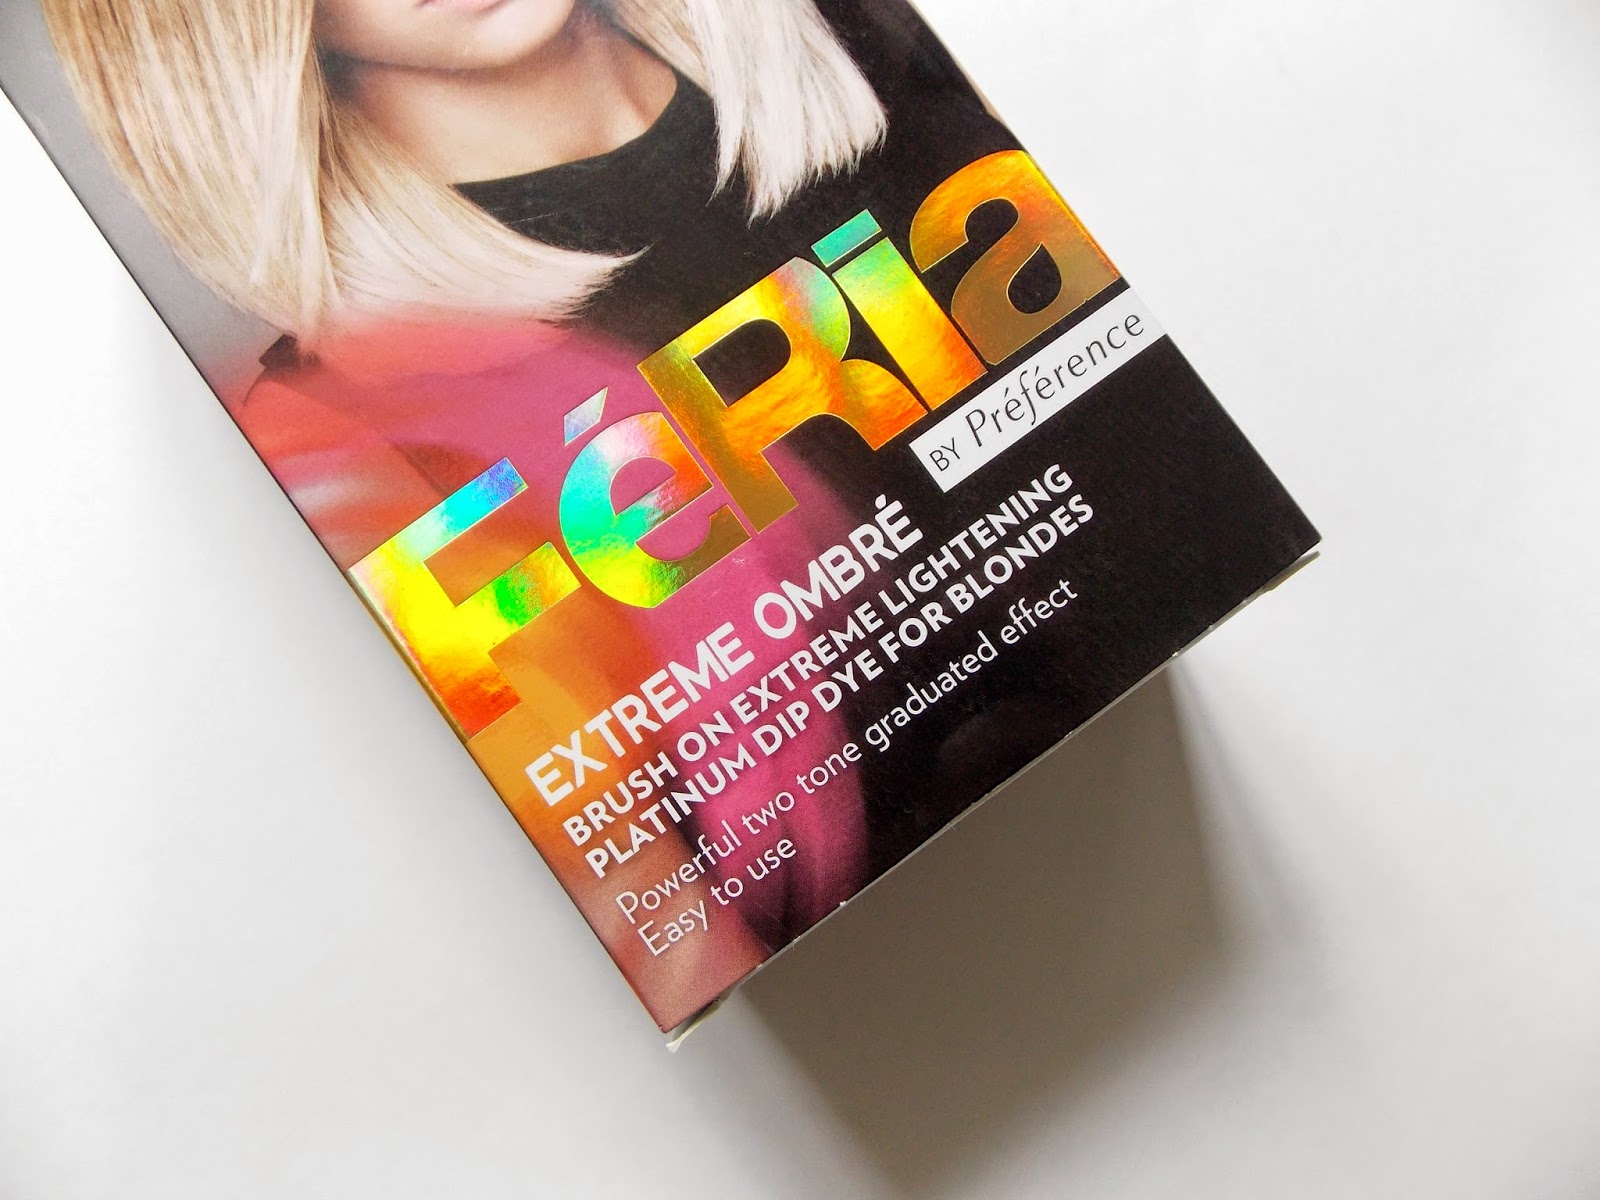 FéRia
BY Préférence
EXTREME OMBRÉ
BRUSH ON EXTREME LIGHTENING
PLATINUM DIP DYE FOR BLONDES
Powerful two tone graduated effect
Easy to use